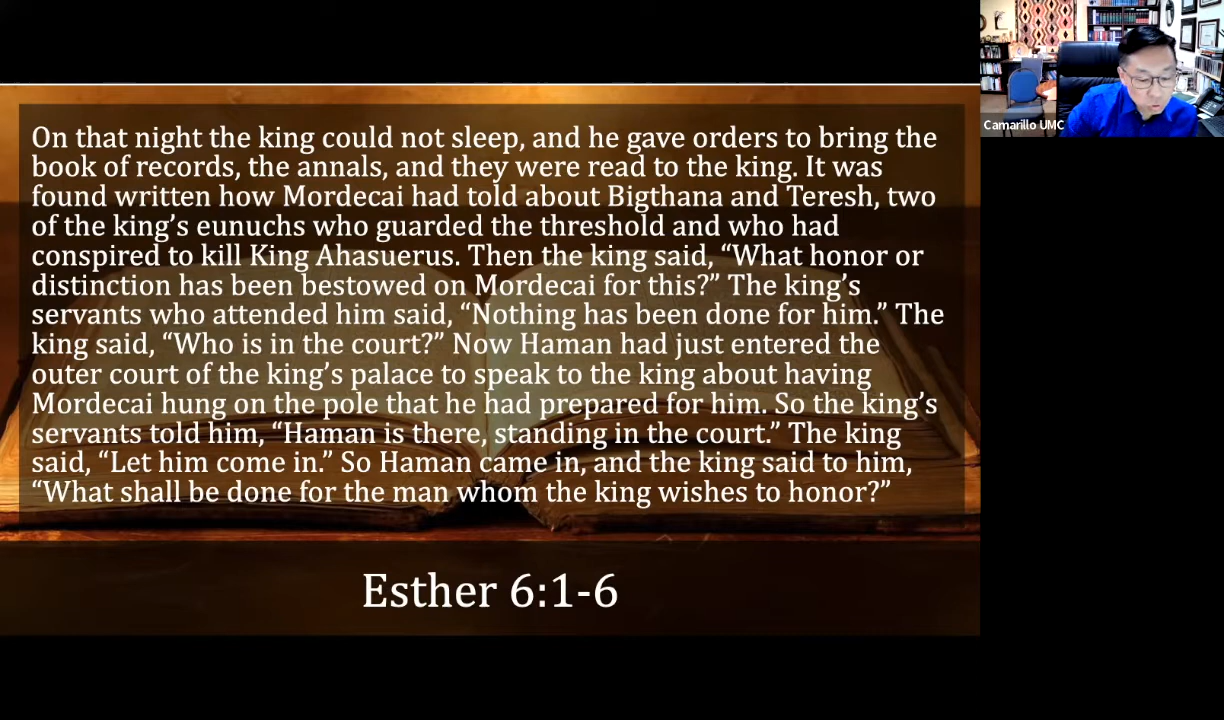 On that night the king could not sleep, and he gave orders to bring the
book of records, the annals, and they were read to the king. It was
found written how Mordecai had told about Bigthana and Teresh, two
of the king’s eunuchs who guarded the threshold and who had
conspired to kill King Ahasuerus. Then the king said, “What honor or
distinction has been bestowed on Mordecai for this?” The king’s
servants who attended him said, “Nothing has been done for him.” The
king said, “Who is in the court?” Now Haman had just entered the
outer court of the king’s palace to speak to the king about having
Mordecai hung on the pole that he had prepared for him. So the king’s
servants told him, “Haman is there, standing in the court.” The king
said, “Let him come in.” So Haman came in, and the king said to him,
“What shall be done for the man whom the king wishes to honor?”
Esther 6:1-6
Camarillo UMC